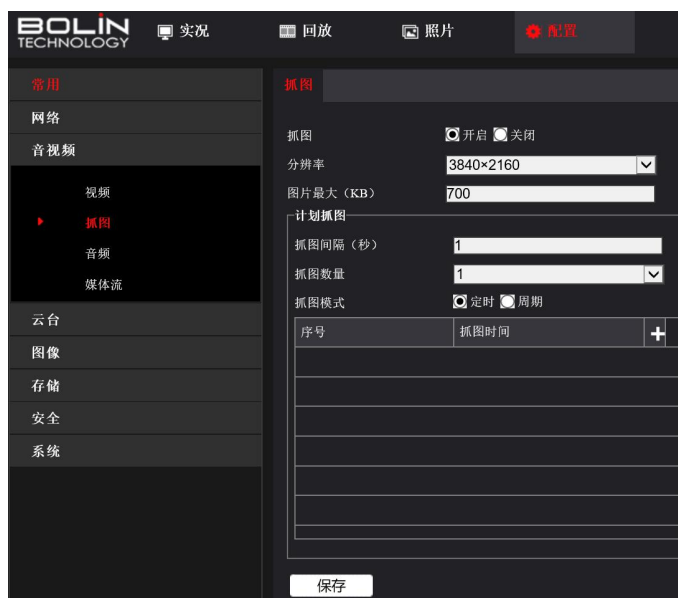 BOLIN
TECHNOLOGY
实况
回放
照片
配置
常用
网络
音视频
视频
抓图
音频
媒体流
云台
图像
存储
安全
系统
抓图
抓图 开启 关闭
分辨率 3840×2160
图片最大（KB） 700
计划抓图
抓图间隔（秒） 1
抓图数量 1
抓图模式 定时 周期
序号 抓图时间 +
保存